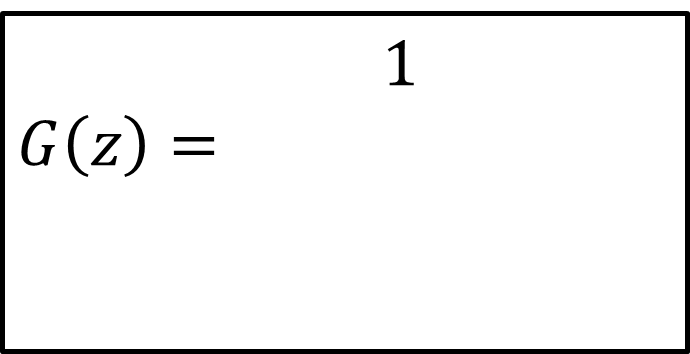 1
G(z) =